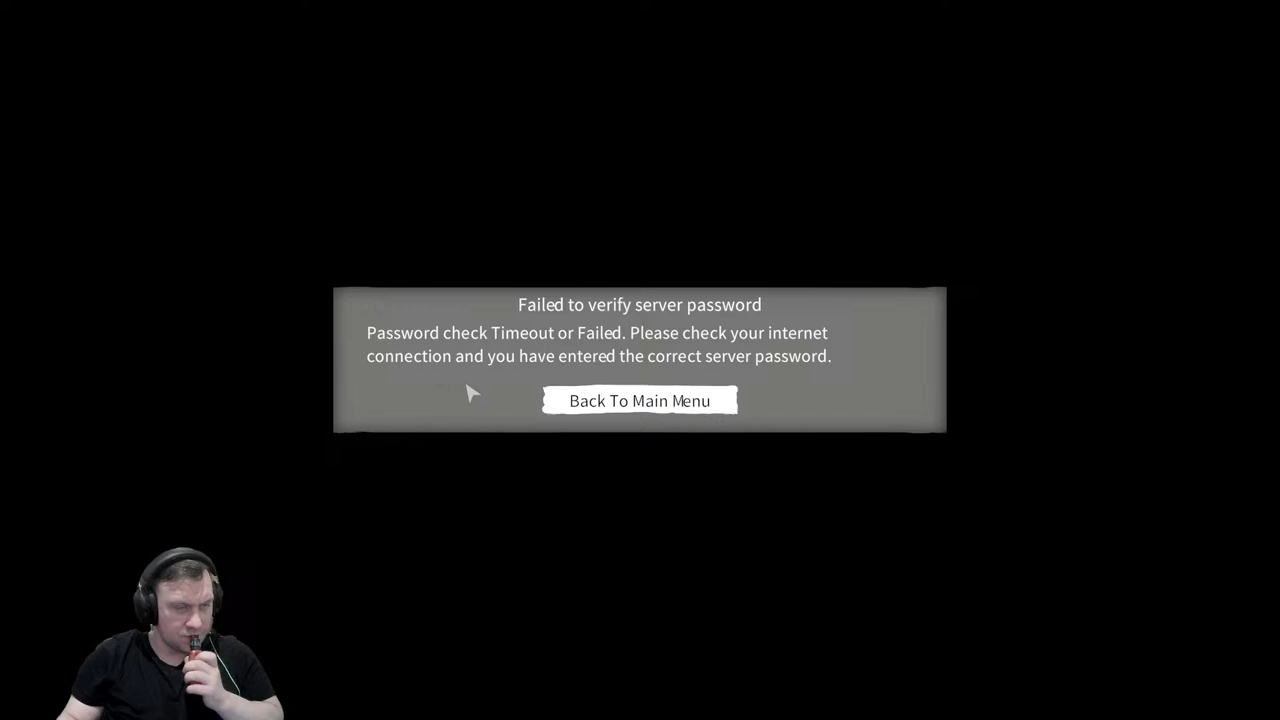 Failed to verify server password
Password check Timeout or Failed. Please check your internet
connection and you have entered the correct server password.
Back To Main Menu